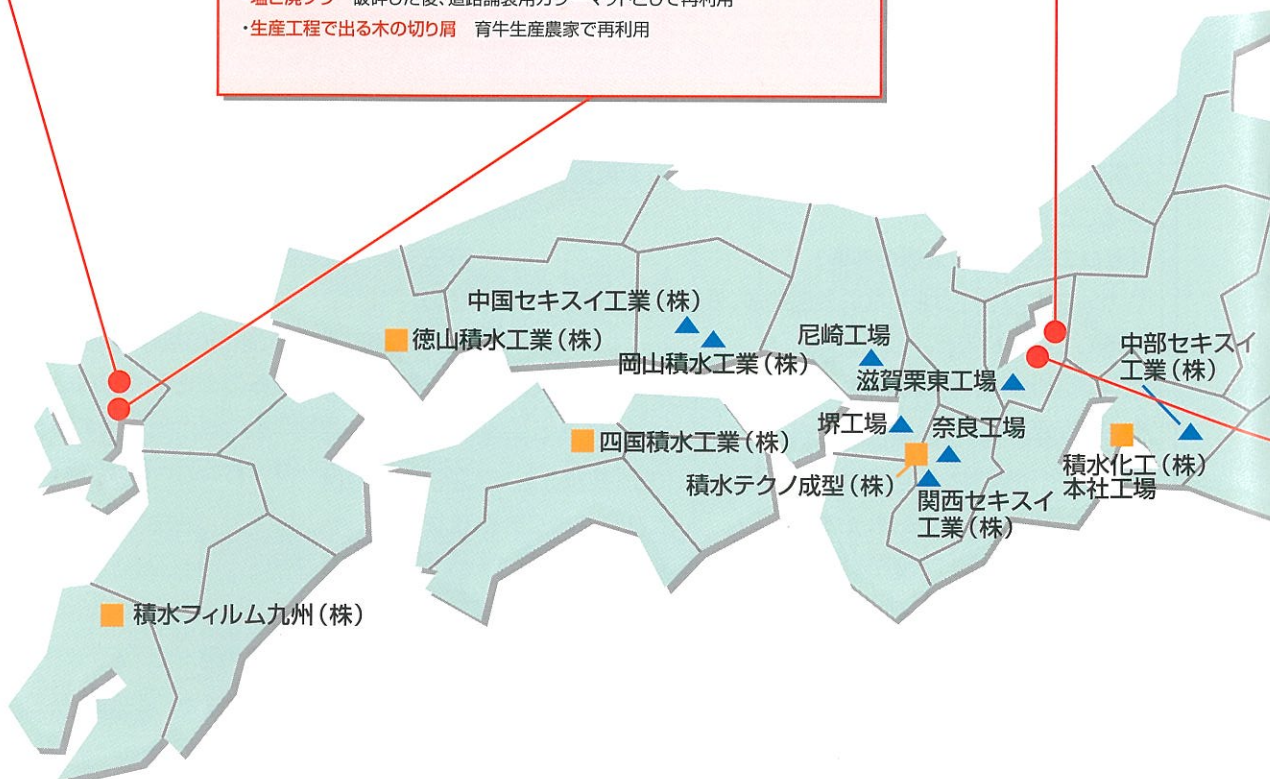 ・生産工程で出る木の切り屑　育牛生産農家で再利用
中国セキスイ工業（株）
徳山積水工業（株）
岡山積水工業（株）
尼崎工場
滋賀栗東工場
中部セキスイ
工業（株）
堺工場
奈良工場
四国積水工業（株）
積水テクノ成型（株）
関西セキスイ
工業（株）
積水化工（株）
本社工場
積水フィルム九州（株）